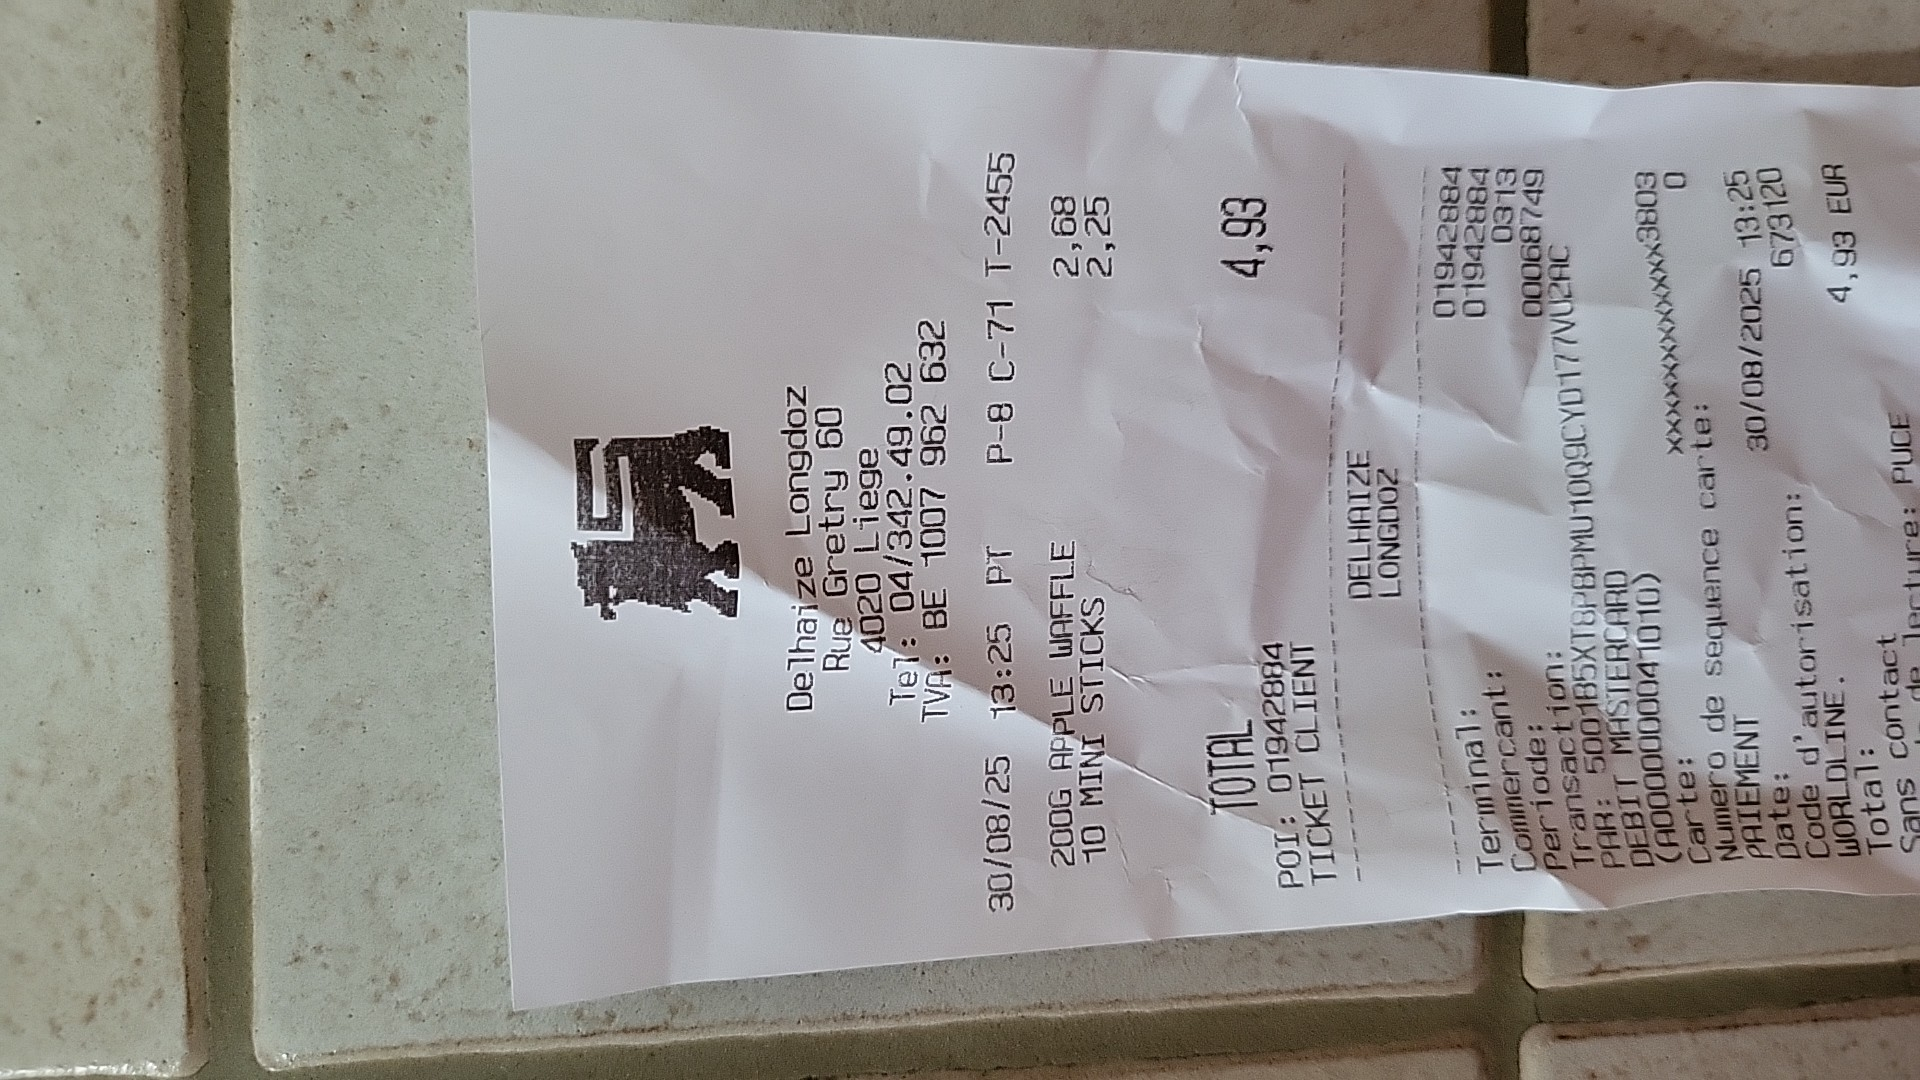 Delhaize Longdoz
Rue Gretry 60
4020 Liege
Tel: 04/342.49.02
TVA: BE 1007 962 632
30/08/25 13:25 PT P-8 C-71 T-2455
200G APPLE WAFFLE 2,68
10 MINI STICKS 2,25
TOTAL 4,93
POI: 01942884
TICKET CLIENT
DELHAIZE
LONGDOZ
Terminal: 01942884
Commercant: 01942884
Periode: 0313
Transaction: 00068749
PAR: 5001B5XT8P8PMU10Q9CYD177VU2AC
DEBIT MASTERCARD
(A0000000041010)
Carte: xxxxxxxxxxxxxxx3803
Numero de sequence carte: 0
PAIEMENT
Date: 30/08/2025 13:25
Code d'autorisation: 673120
WORLDLINE.
Total: 4,93 EUR
Sans contact
de lecture: PUCE